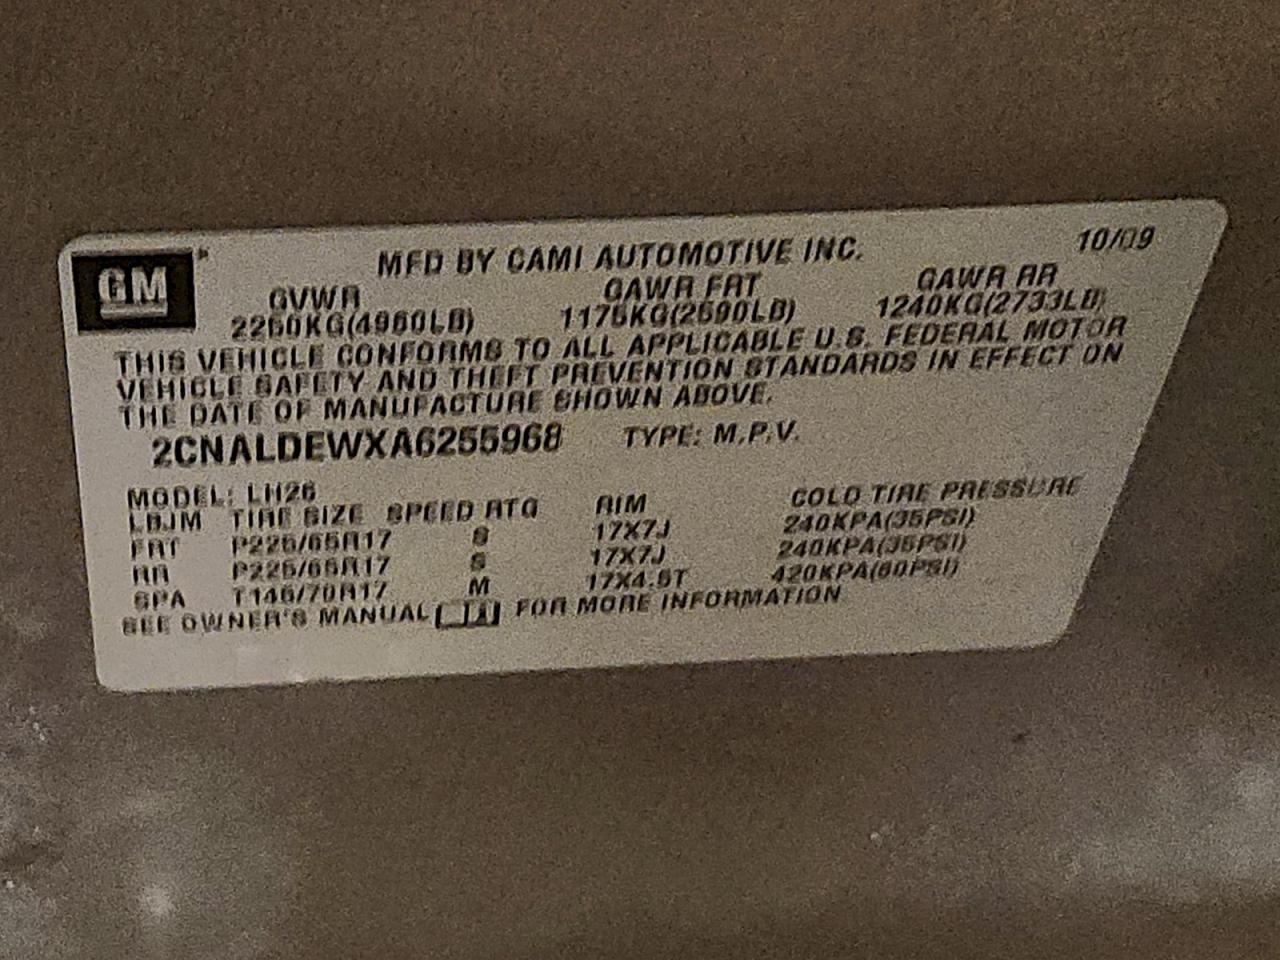 GM
MFD BY CAMI AUTOMOTIVE INC. 10/09
GVWR GAWR FRT GAWR RR
2250KG(4960LB) 1175KG(2590LB) 1240KG(2733LB)
THIS VEHICLE CONFORMS TO ALL APPLICABLE U.S. FEDERAL MOTOR
VEHICLE SAFETY AND THEFT PREVENTION STANDARDS IN EFFECT ON
THE DATE OF MANUFACTURE SHOWN ABOVE.
2CNALDEWXA6255968 TYPE: M.P.V.
MODEL: LH26
LBJM TIRE SIZE SPEED RTG RIM COLD TIRE PRESSURE
FRT P225/65R17 S 17X7J 240KPA(35PSI)
RR P225/65R17 S 17X7J 240KPA(35PSI)
SPA T145/70R17 M 17X4.5T 420KPA(60PSI)
SEE OWNER'S MANUAL FOR MORE INFORMATION